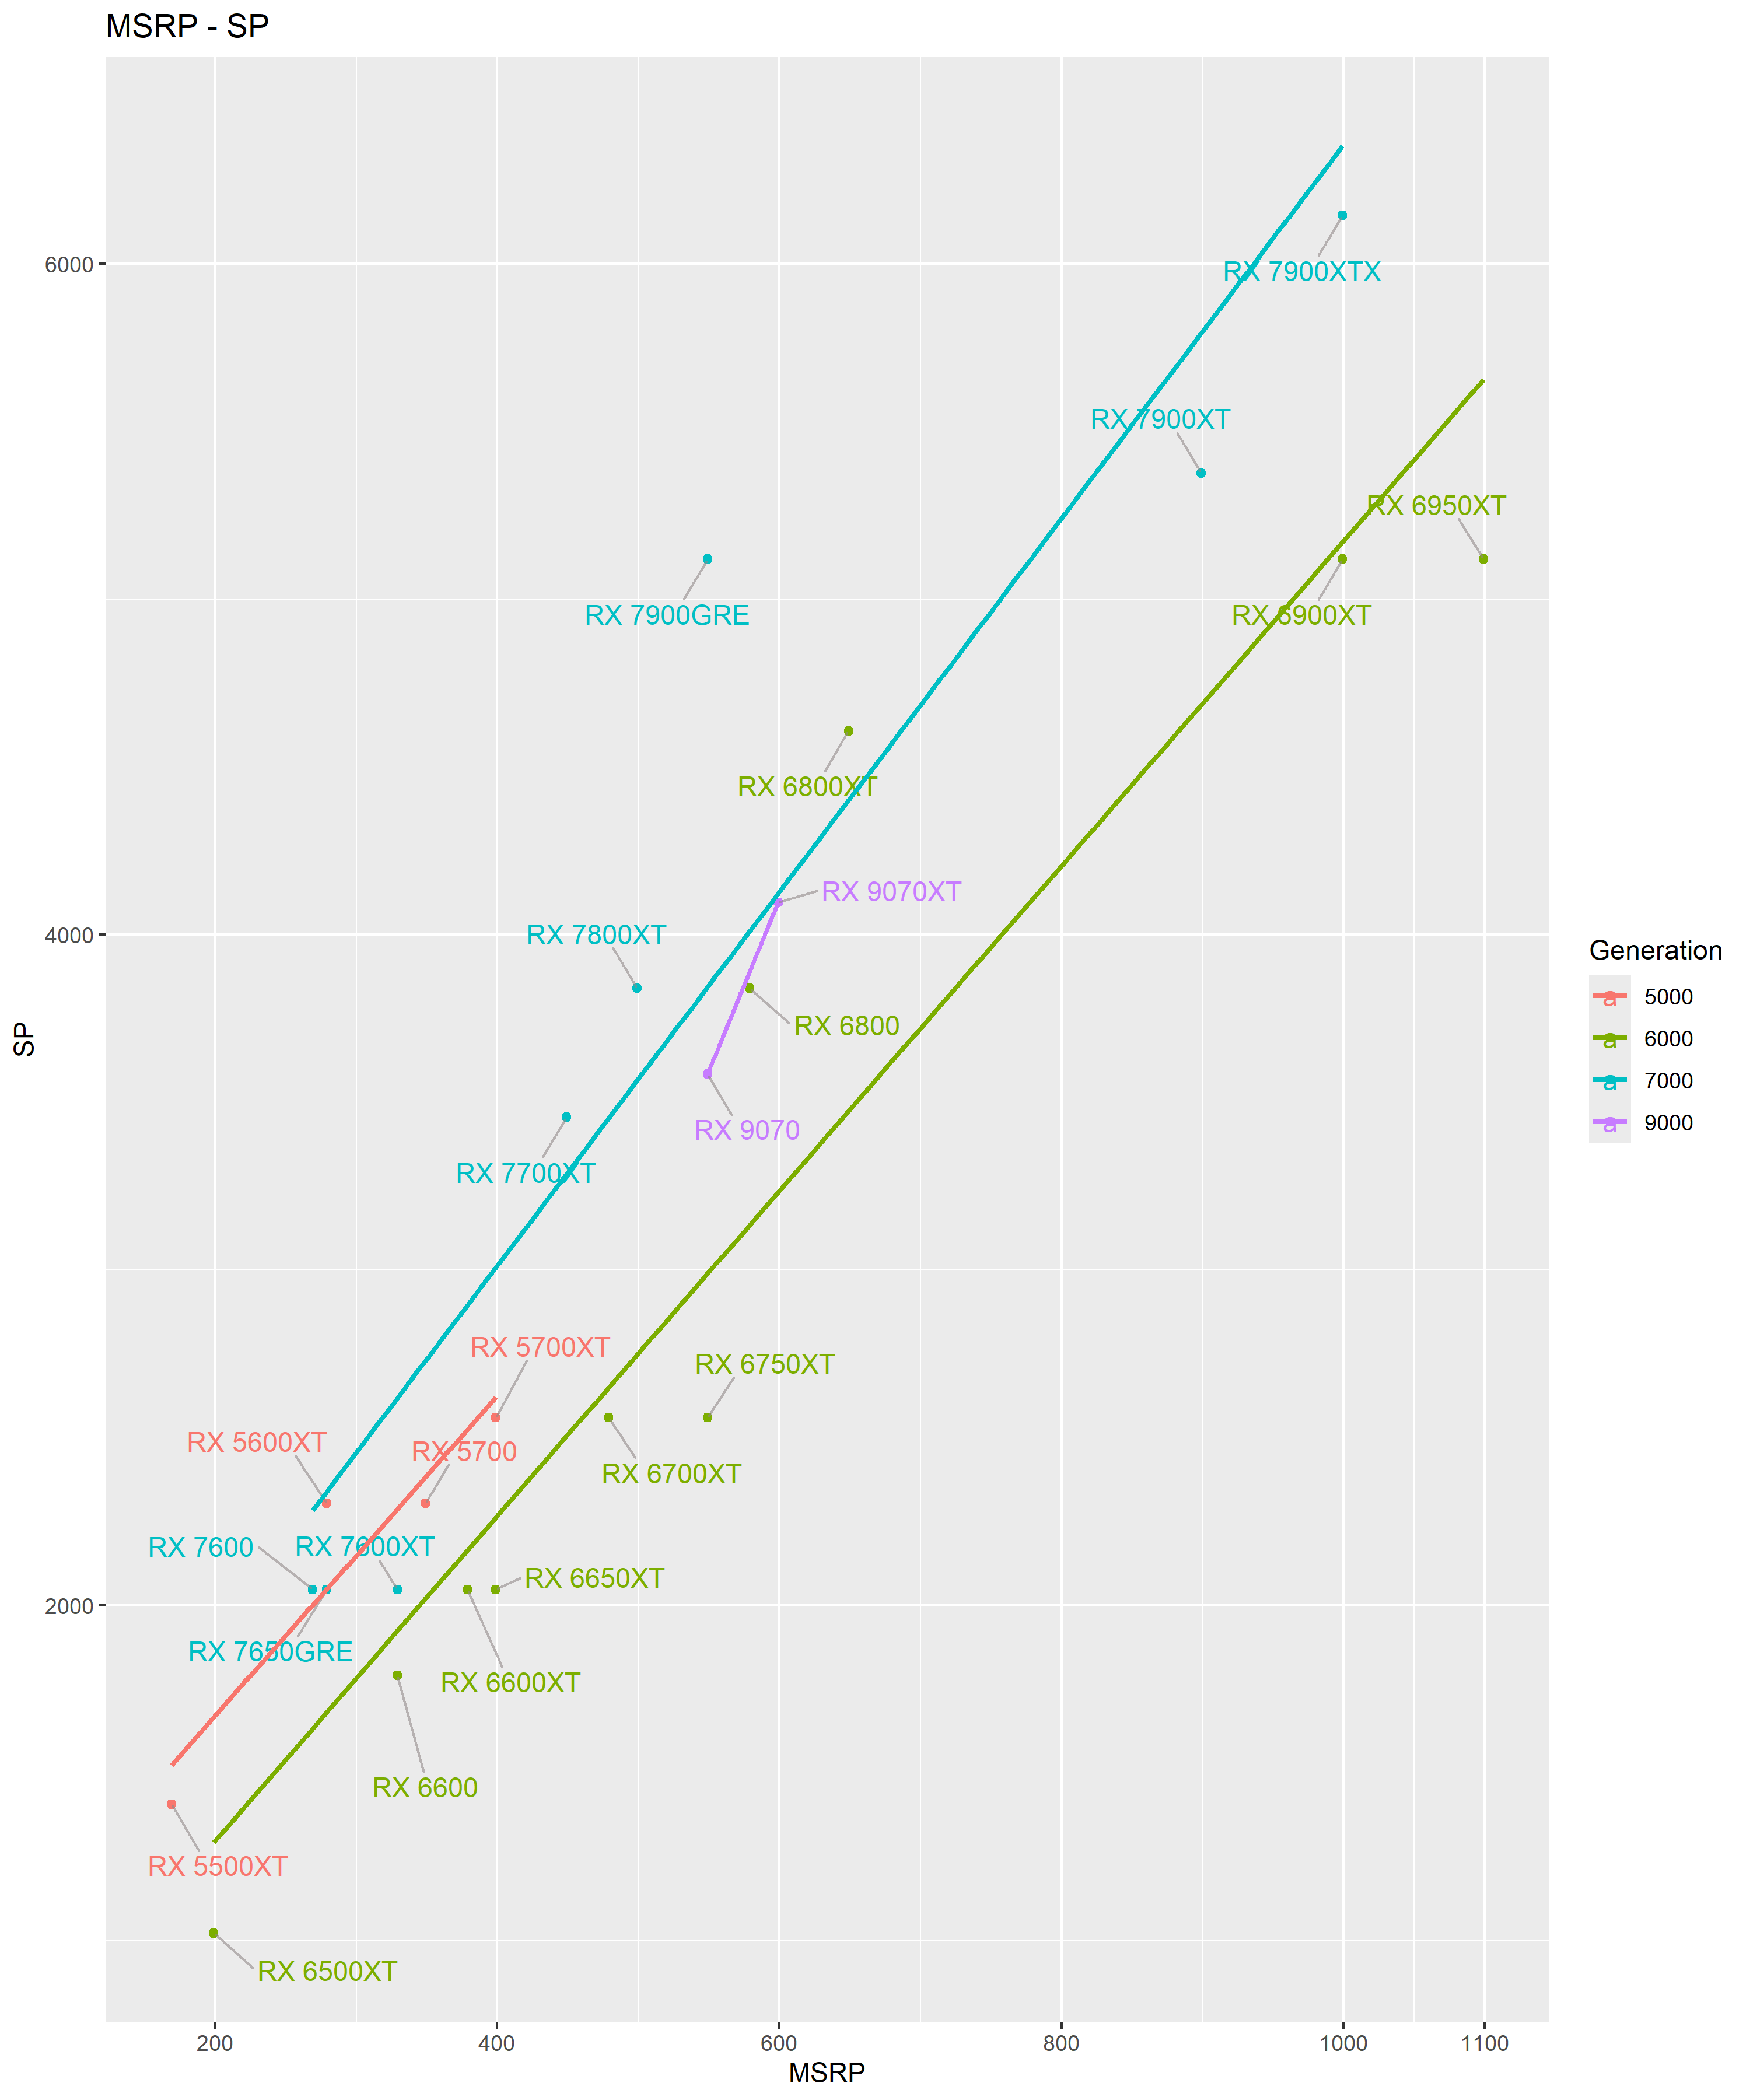 MSRP - SP
6000
RX 7900XTX
RX 7900XT
RX 6950XT
RX 7900GRE
RX 6900XT
RX 6800XT
RX 9070XT
RX 7800XT
4000
RX 6800
RX 9070
RX 7700XT
RX 5700XT
RX 6750XT
RX 5600XT
RX 5700
RX 6700XT
RX 7600
RX 7600XT
RX 6650XT
2000
RX 7650GRE
RX 6600XT
RX 6600
RX 5500XT
RX 6500XT
SP
200
400
600
800
1000
1100
MSRP
Generation
a 5000
a 6000
a 7000
a 9000